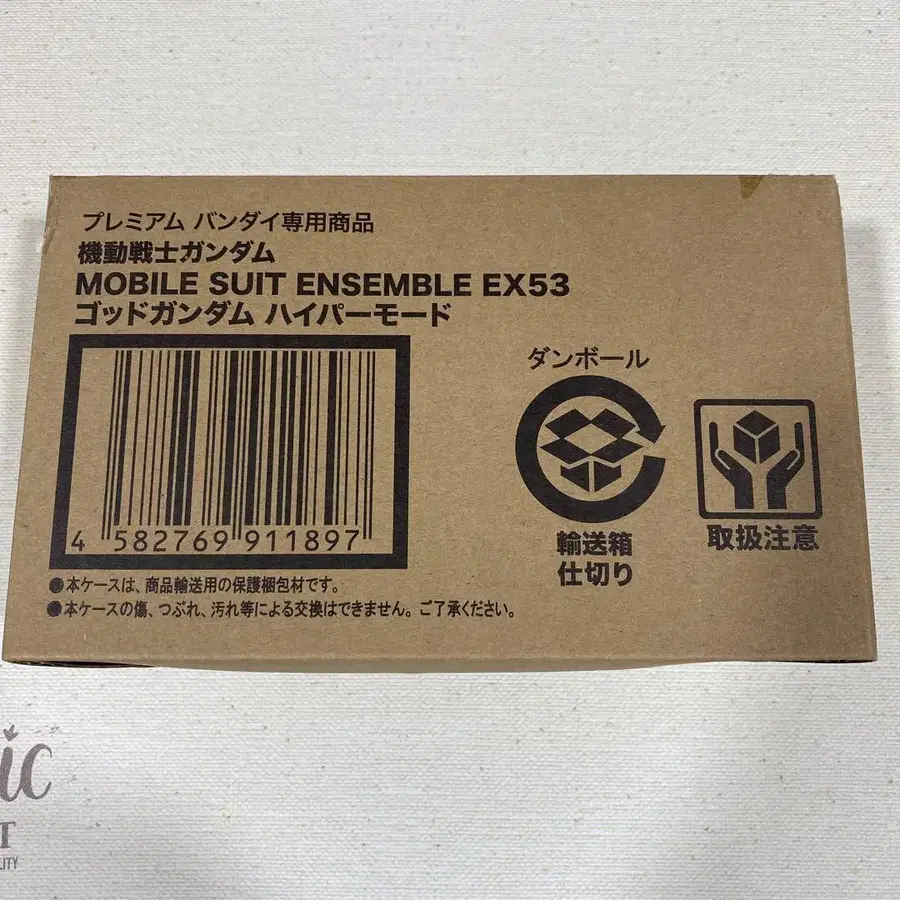 プレミアム バンダイ専用商品
機動戦士ガンダム
MOBILE SUIT ENSEMBLE EX53
ゴッドガンダム ハイパーモード
4 582769 911897
●本ケースは、商品輸送用の保護梱包材です。
●本ケースの傷、つぶれ、汚れ等による交換はできません。ご了承ください。
ダンボール
輸送箱
仕切り
取扱注意